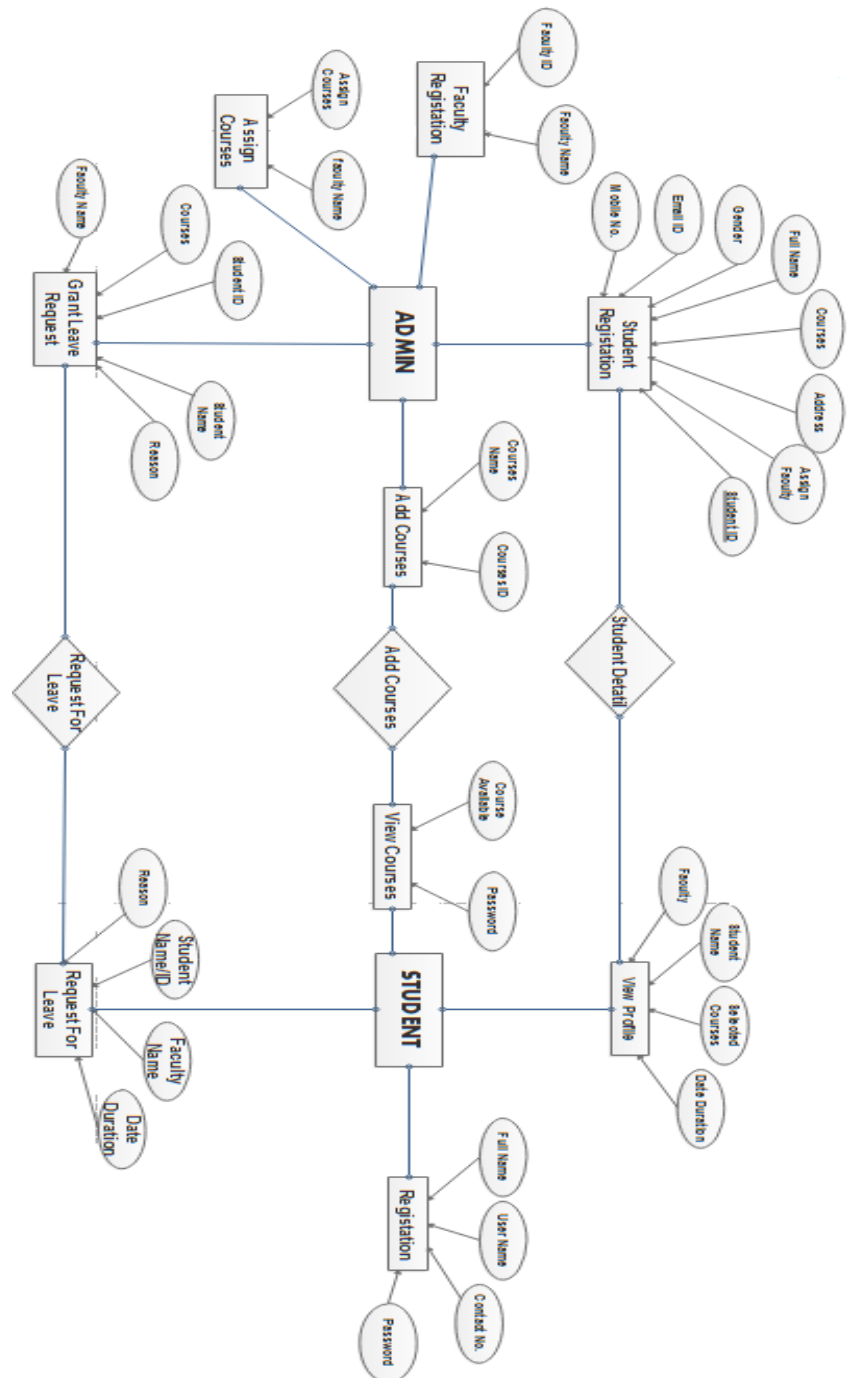 Faculty ID
Faculty Name
Faculty
Registation
Assign
Courses
faculty Name
Assign
Courses
Mobile No.
Email ID
Gender
Full Name
Courses
Address
Assign
Faculty
Student ID
Student
Registation
ADMIN
Faculty Name
Courses
Student ID
Student
Name
Reason
Grant Leave
Request
Courses
Name
Courses ID
Add Courses
Student Detatil
Add Courses
Request For
Leave
Course
Available
Password
View Courses
Faculty
Student
Name
Selected
Courses
Date Duration
View Profile
STUDENT
Reason
Student
Name/ID
Faculty
Name
Date
Duration
Request For
Leave
Full Name
User Name
Contact No.
Password
Registation